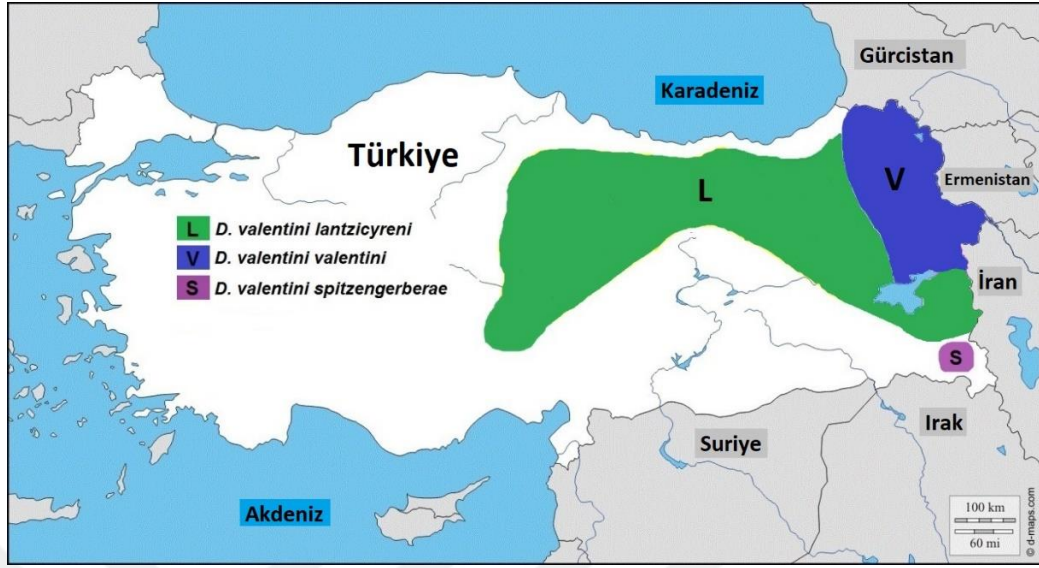 Gürcistan
Karadeniz
Türkiye
Ermenistan
L
V
L D. valentini lantzicyreni
V D. valentini valentini
S D. valentini spitzengerberae
İran
S
Irak
Suriye
Akdeniz
100 km
60 mi
© d-maps.com